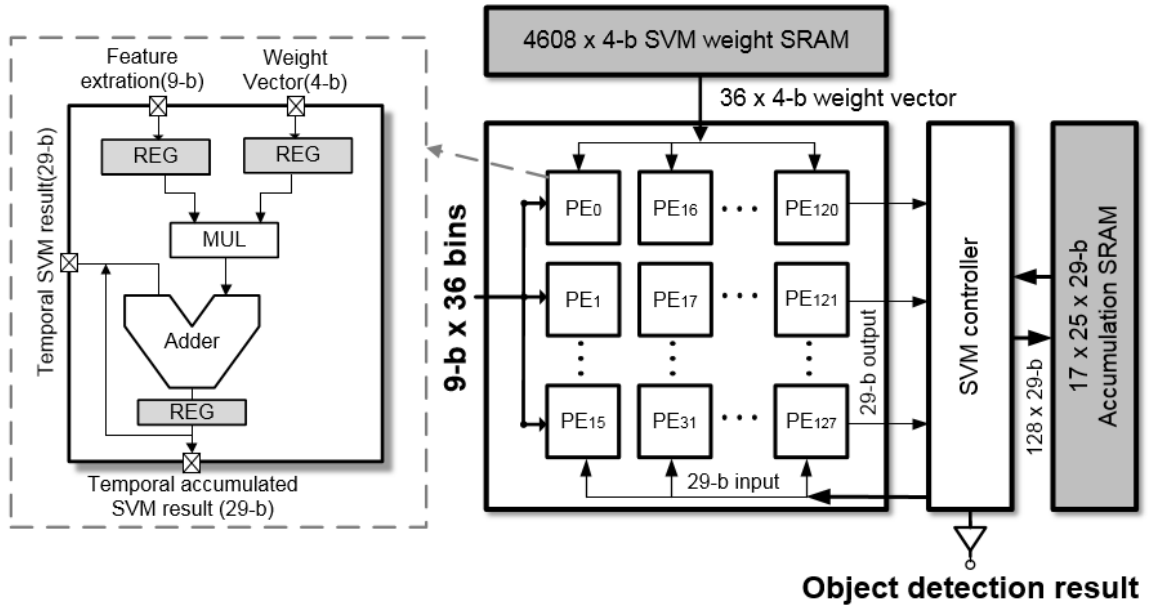 Feature
extration(9-b)
Weight
Vector(4-b)
REG
REG
MUL
Adder
REG
Temporal SVM result(29-b)
Temporal accumulated
SVM result (29-b)
4608 x 4-b SVM weight SRAM
36 x 4-b weight vector
9-b x 36 bins
PE0
PE16
• • •
PE120
PE1
PE17
PE121
PE15
PE31
• • •
PE127
29-b output
29-b input
SVM controller
128 x 29-b
17 x 25 x 29-b
Accumulation SRAM
Object detection result